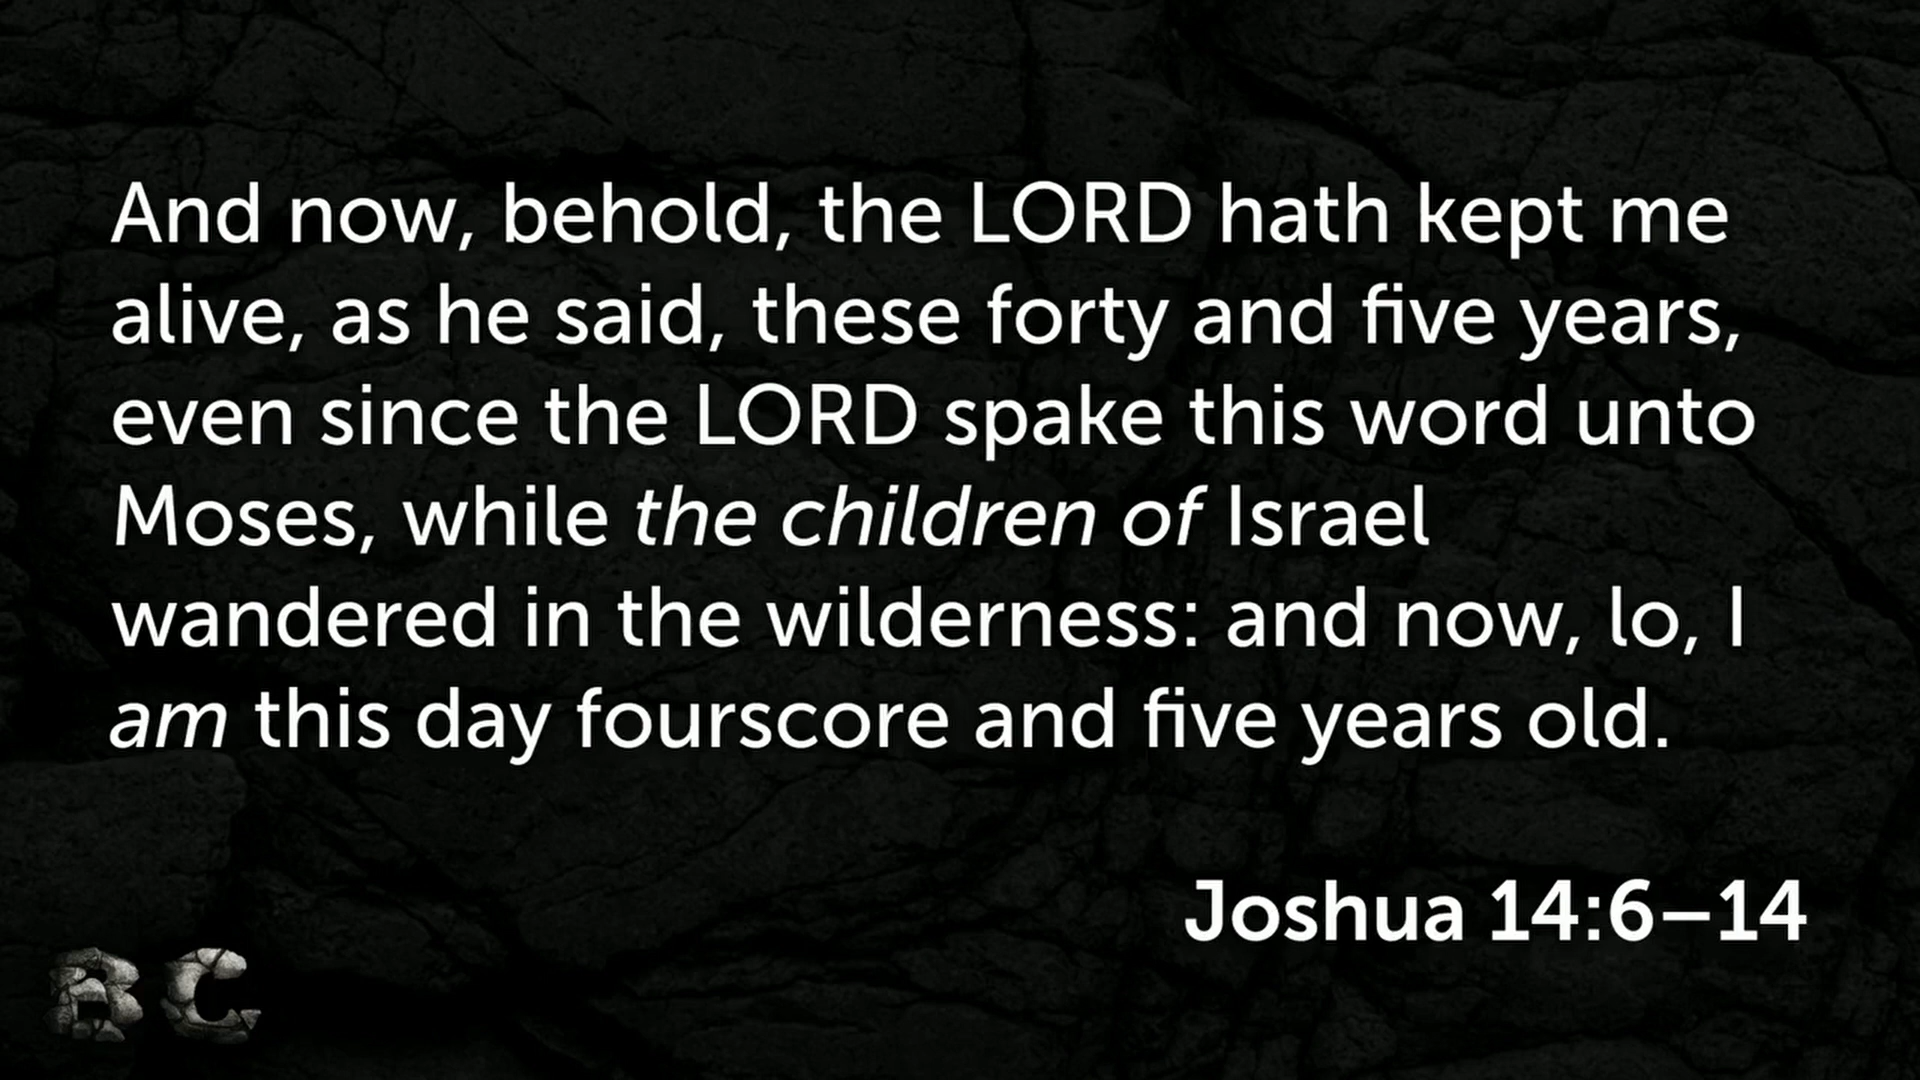 And now, behold, the LORD hath kept me
alive, as he said, these forty and five years,
even since the LORD spake this word unto
Moses, while the children of Israel
wandered in the wilderness: and now, lo, I
am this day fourscore and five years old.
Joshua 14:6–14
BC